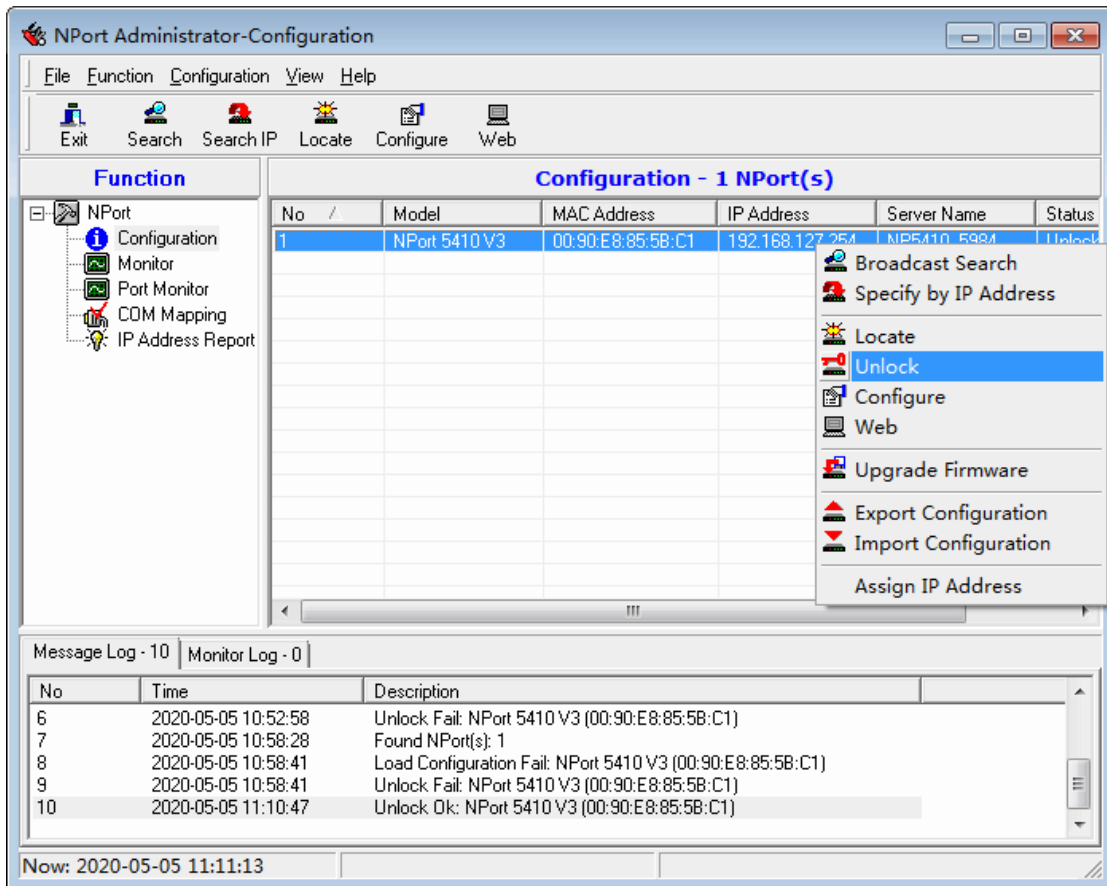 NPort Administrator-Configuration
File Function Configuration View Help
Exit Search Search IP Locate Configure Web
Function
NPort
Configuration
Monitor
Port Monitor
COM Mapping
IP Address Report
Configuration - 1 NPort(s)
No Model MAC Address IP Address Server Name Status
1 NPort 5410 V3 00:90:E8:85:5B:C1 192.168.127.254 NP5410_5984 Unlock
Broadcast Search
Specify by IP Address
Locate
Unlock
Configure
Web
Upgrade Firmware
Export Configuration
Import Configuration
Assign IP Address
Message Log - 10 Monitor Log - 0
No Time Description
6 2020-05-05 10:52:58 Unlock Fail: NPort 5410 V3 (00:90:E8:85:5B:C1)
7 2020-05-05 10:58:28 Found NPort(s): 1
8 2020-05-05 10:58:41 Load Configuration Fail: NPort 5410 V3 (00:90:E8:85:5B:C1)
9 2020-05-05 10:58:41 Unlock Fail: NPort 5410 V3 (00:90:E8:85:5B:C1)
10 2020-05-05 11:10:47 Unlock Ok: NPort 5410 V3 (00:90:E8:85:5B:C1)
Now: 2020-05-05 11:11:13